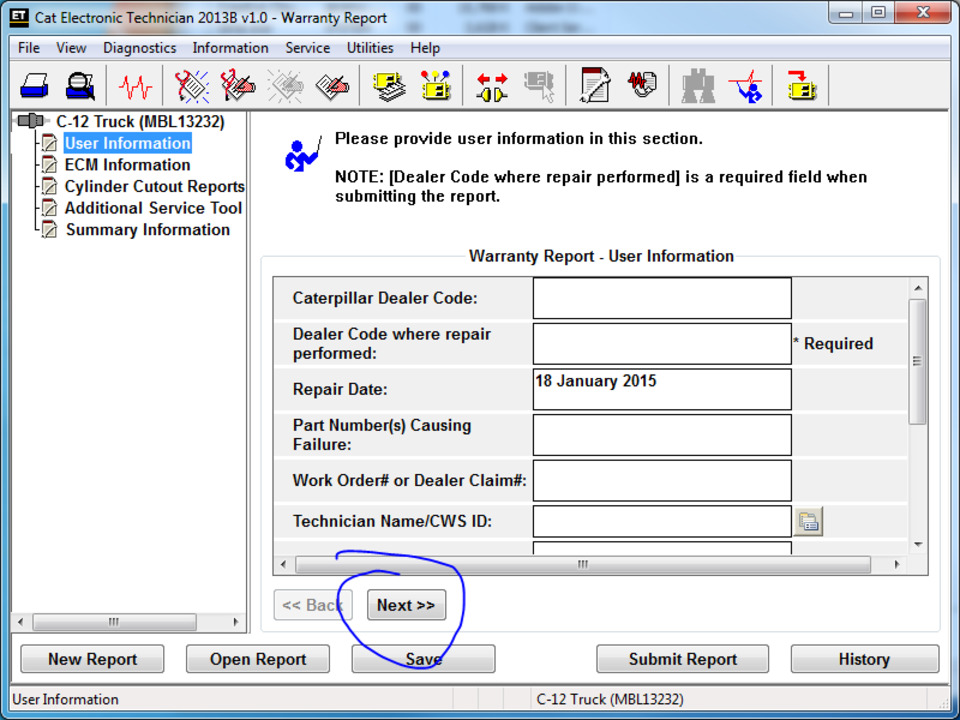 ET Cat Electronic Technician 2013B v1.0 - Warranty Report
File View Diagnostics Information Service Utilities Help
C-12 Truck (MBL13232)
User Information
ECM Information
Cylinder Cutout Reports
Additional Service Tool
Summary Information
Please provide user information in this section.
NOTE: [Dealer Code where repair performed] is a required field when
submitting the report.
Warranty Report - User Information
Caterpillar Dealer Code:
Dealer Code where repair
performed:
* Required
Repair Date:
18 January 2015
Part Number(s) Causing
Failure:
Work Order# or Dealer Claim#:
Technician Name/CWS ID:
<< Back Next >>
New Report Open Report Save Submit Report History
User Information C-12 Truck (MBL13232)